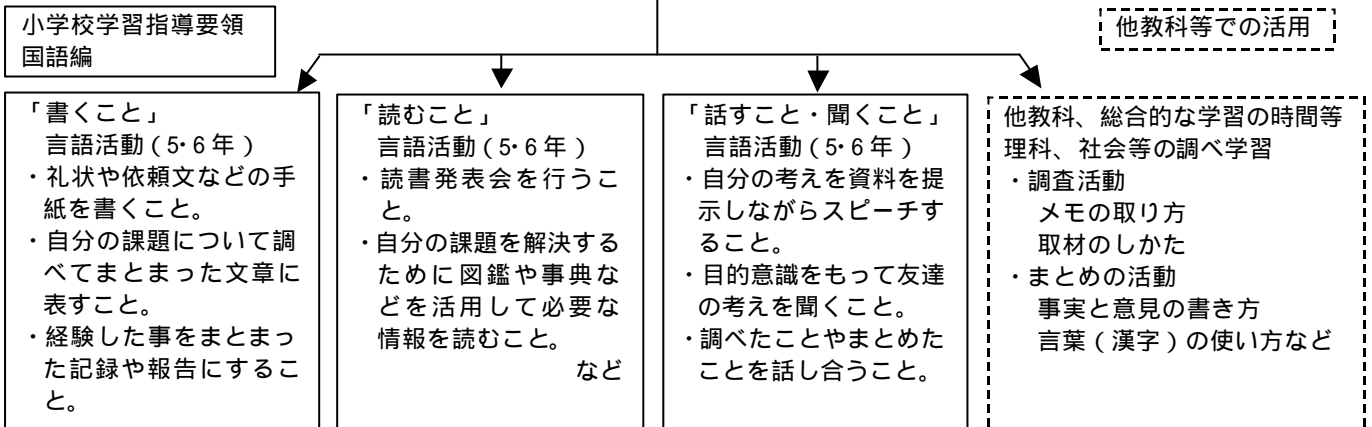 小学校学習指導要領
国語編
他教科等での活用
「書くこと」
言語活動(5・6年)
・礼状や依頼文などの手
紙を書くこと。
・自分の課題について調
べてまとまった文章に
表すこと。
・経験した事をまとまっ
た記録や報告にするこ
と。
「読むこと」
言語活動(5・6年)
・読書発表会を行うこ
と。
・自分の課題を解決する
ために図鑑や事典な
どを活用して必要な
情報を読むこと。
など
「話すこと・聞くこと」
言語活動(5・6年)
・自分の考えを資料を提
示しながらスピーチす
ること。
・目的意識をもって友達
の考えを聞くこと。
・調べたことやまとめた
ことを話し合うこと。
他教科、総合的な学習の時間等
理科、社会等の調べ学習
・調査活動
メモの取り方
取材のしかた
・まとめの活動
事実と意見の書き方
言葉(漢字)の使い方など